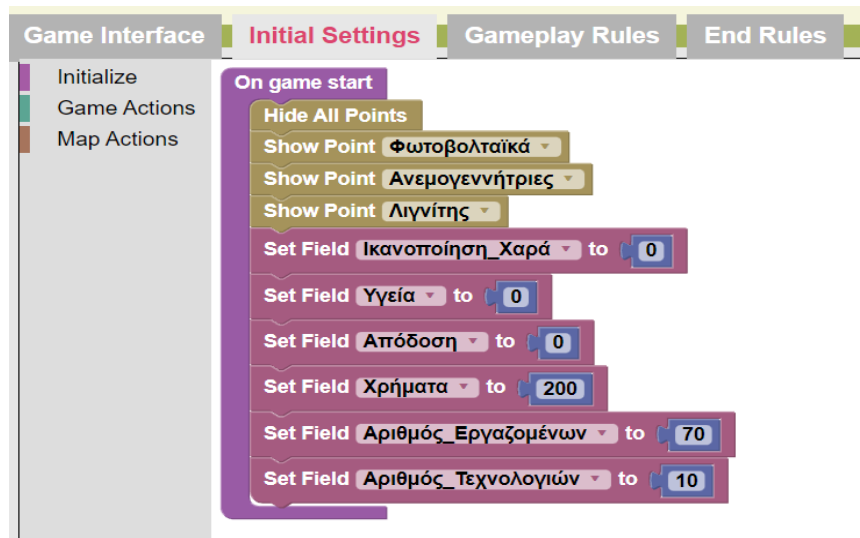 Game Interface Initial Settings Gameplay Rules End Rules
Initialize
Game Actions
Map Actions
On game start
Hide All Points
Show Point Φωτοβολταϊκά
Show Point Ανεμογεννήτριες
Show Point Λιγνίτης
Set Field Ικανοποίηση_Χαρά to 0
Set Field Υγεία to 0
Set Field Απόδοση to 0
Set Field Χρήματα to 200
Set Field Αριθμός_Εργαζομένων to 70
Set Field Αριθμός_Τεχνολογιών to 10